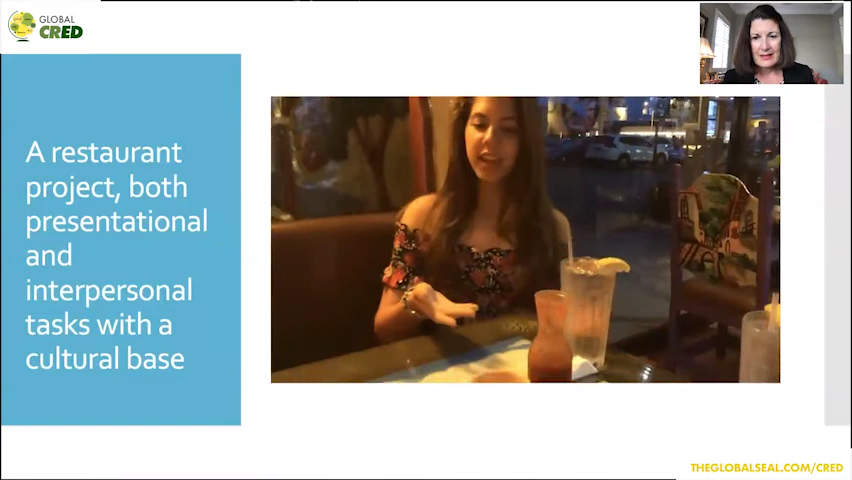 GLOBAL
CRED
A restaurant
project, both
presentational
and
interpersonal
tasks with a
cultural base
THEGLOBALSEAL.COM/CRED